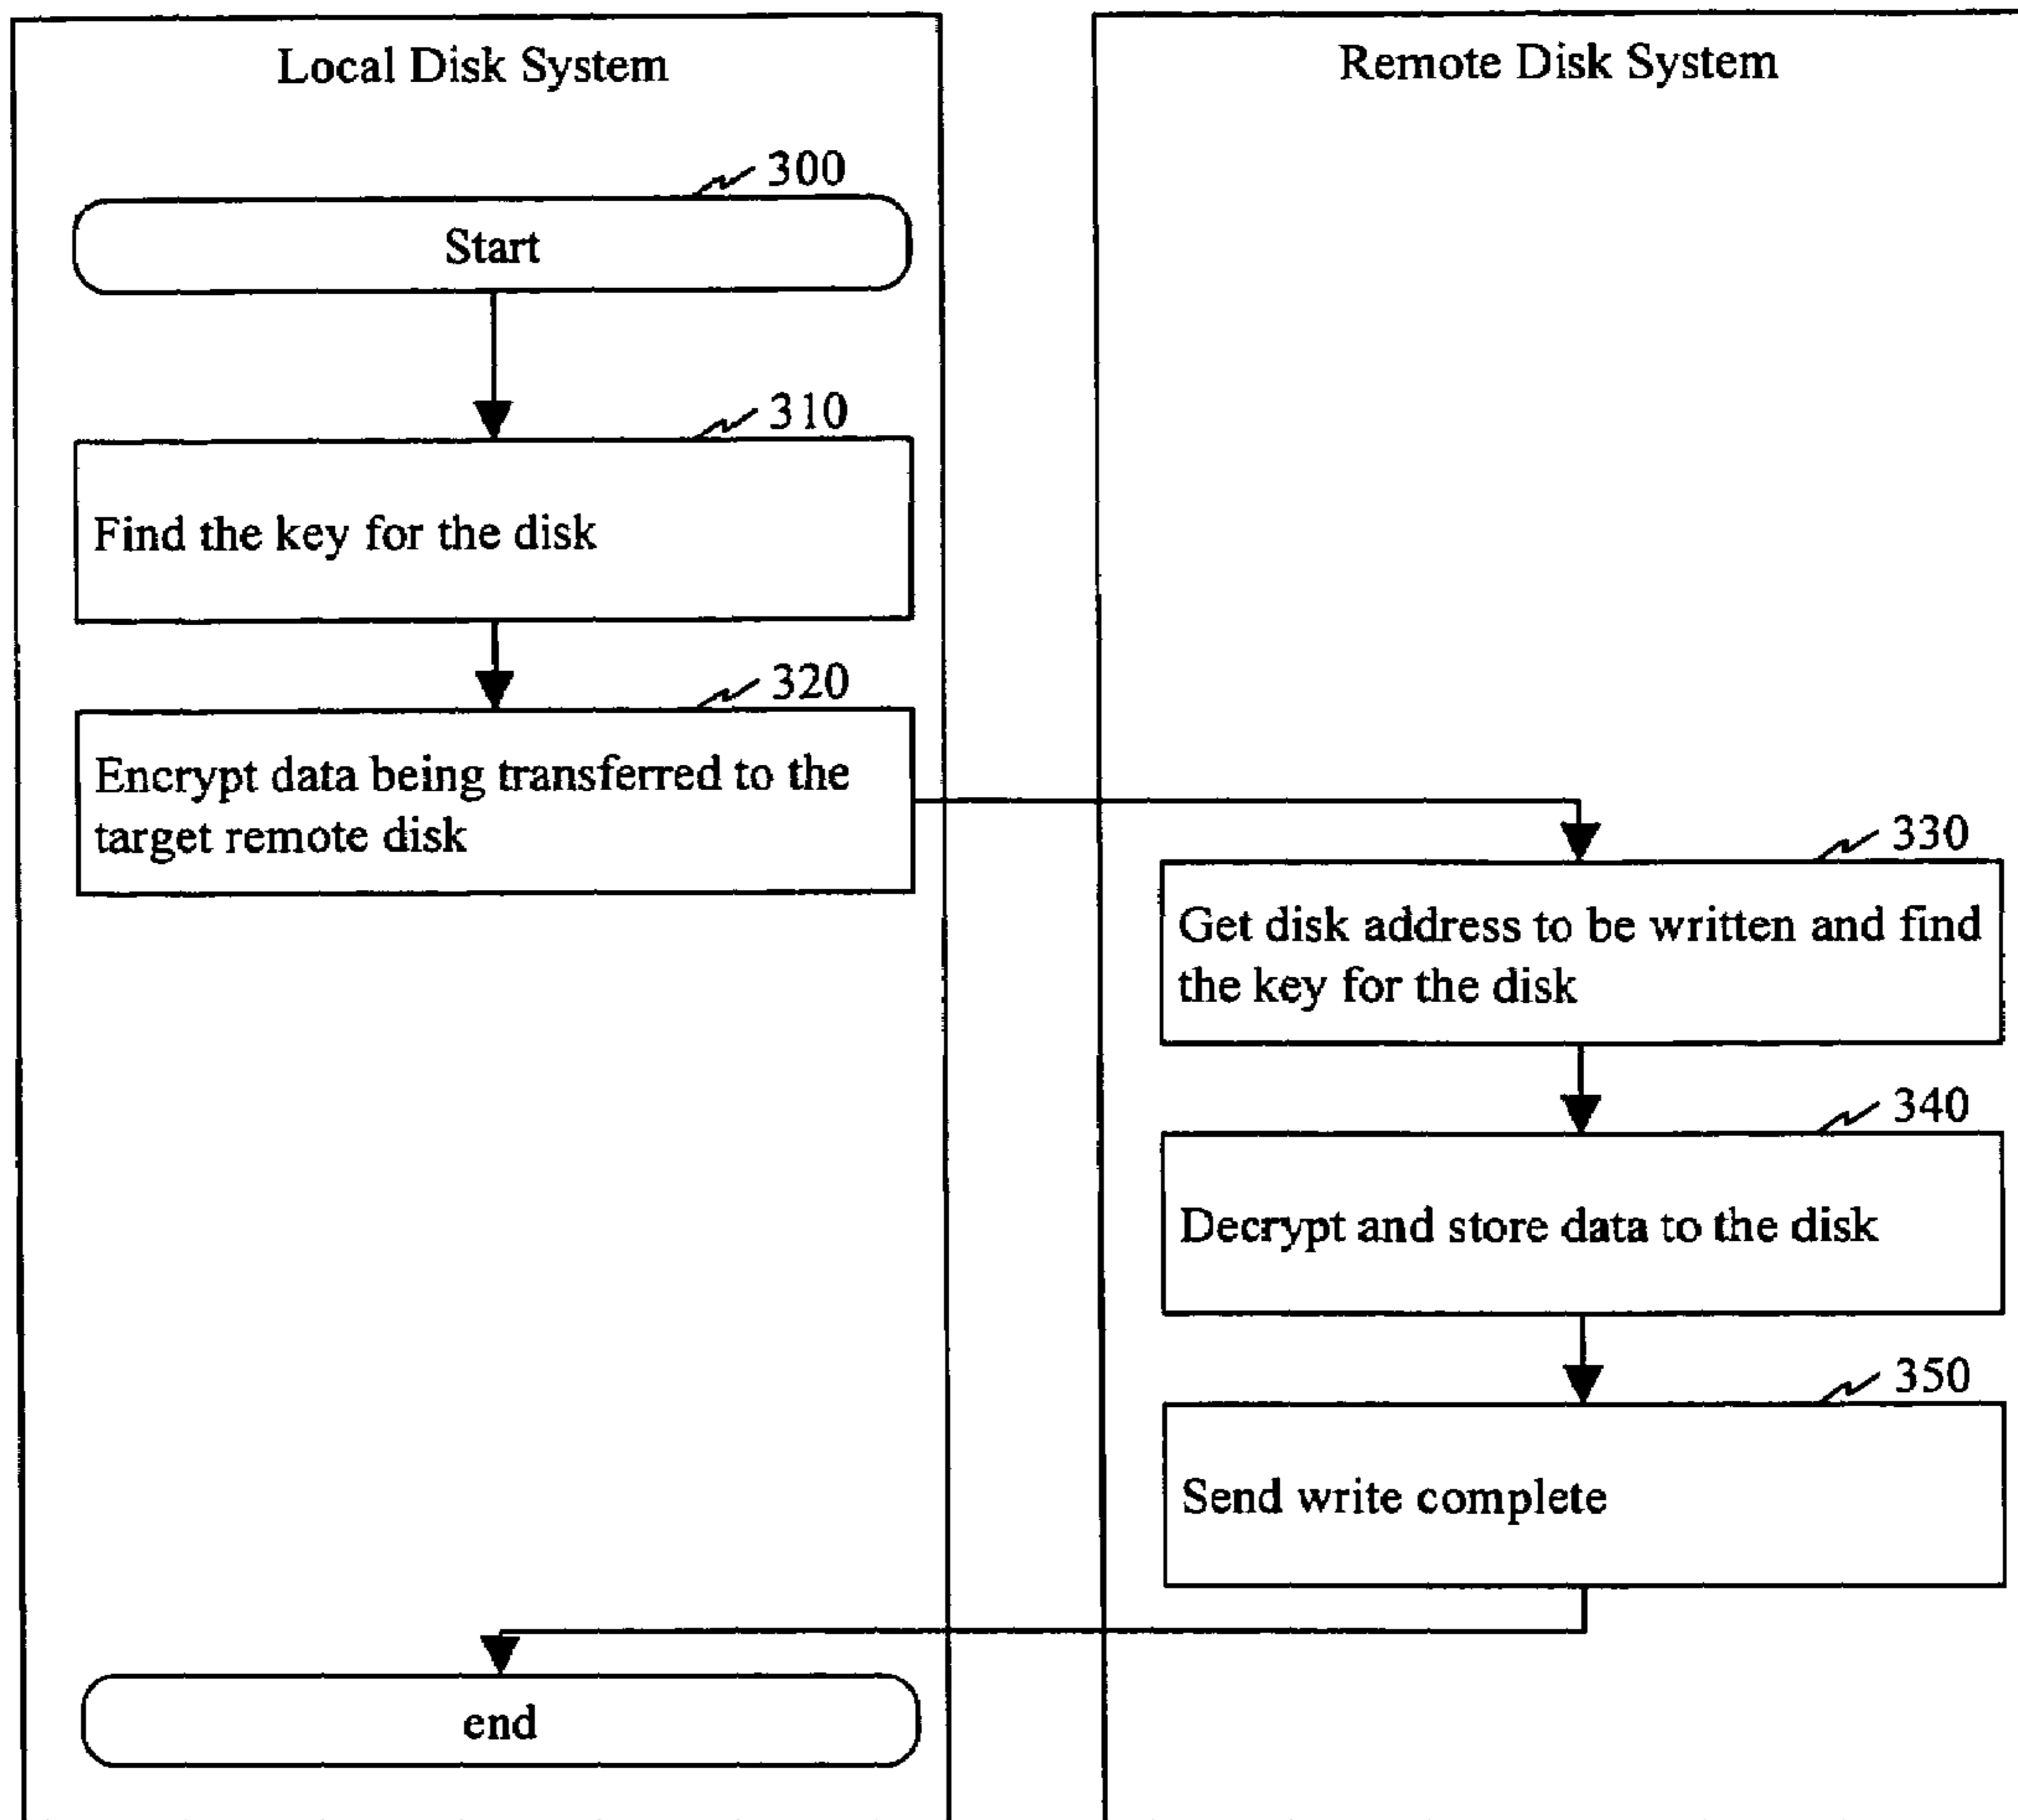 Local Disk System
300
Start
310
Find the key for the disk
320
Encrypt data being transferred to the
target remote disk
Remote Disk System
330
Get disk address to be written and find
the key for the disk
340
Decrypt and store data to the disk
350
Send write complete
end